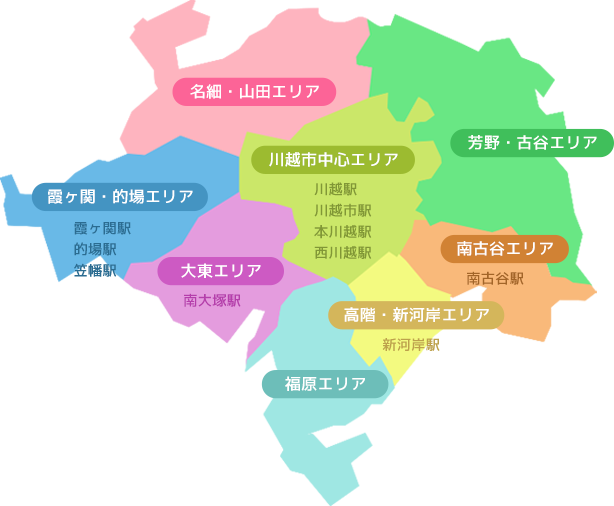 名細・山田エリア
芳野・古谷エリア
川越市中心エリア
川越駅
川越市駅
本川越駅
西川越駅
霞ヶ関・的場エリア
霞ヶ関駅
的場駅
笠幡駅
南古谷エリア
南古谷駅
大東エリア
南大塚駅
高階・新河岸エリア
新河岸駅
福原エリア